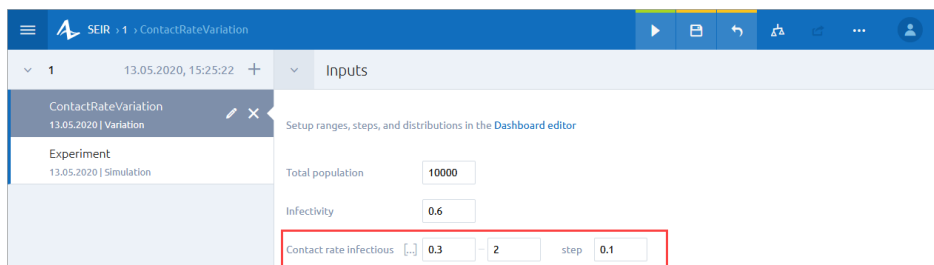 SEIR › 1 › ContactRateVariation
1 13.05.2020, 15:25:22
Inputs
ContactRateVariation
13.05.2020 | Variation
Experiment
13.05.2020 | Simulation
Setup ranges, steps, and distributions in the Dashboard editor
Total population 10000
Infectivity 0.6
Contact rate infectious [...] 0.3 – 2 step 0.1